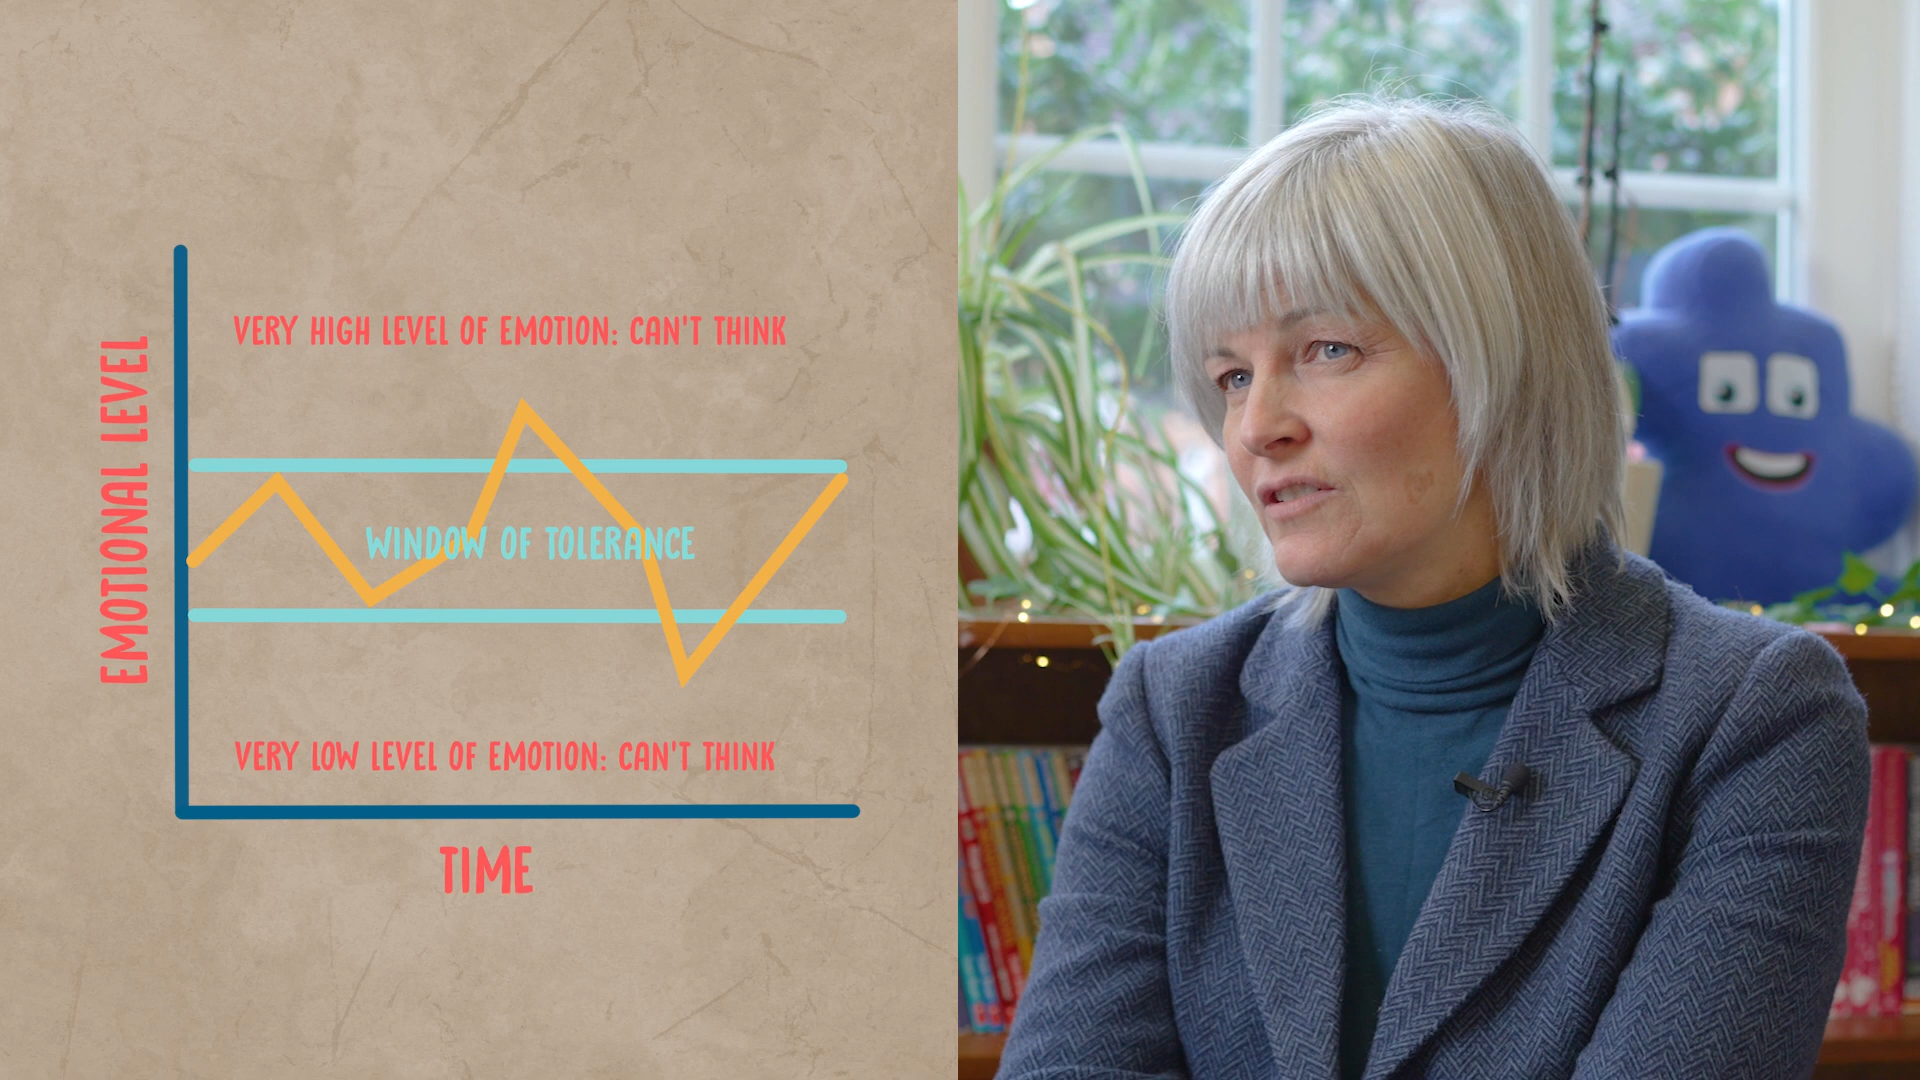 VERY HIGH LEVEL OF EMOTION: CAN'T THINK
EMOTIONAL LEVEL
WINDOW OF TOLERANCE
VERY LOW LEVEL OF EMOTION: CAN'T THINK
TIME